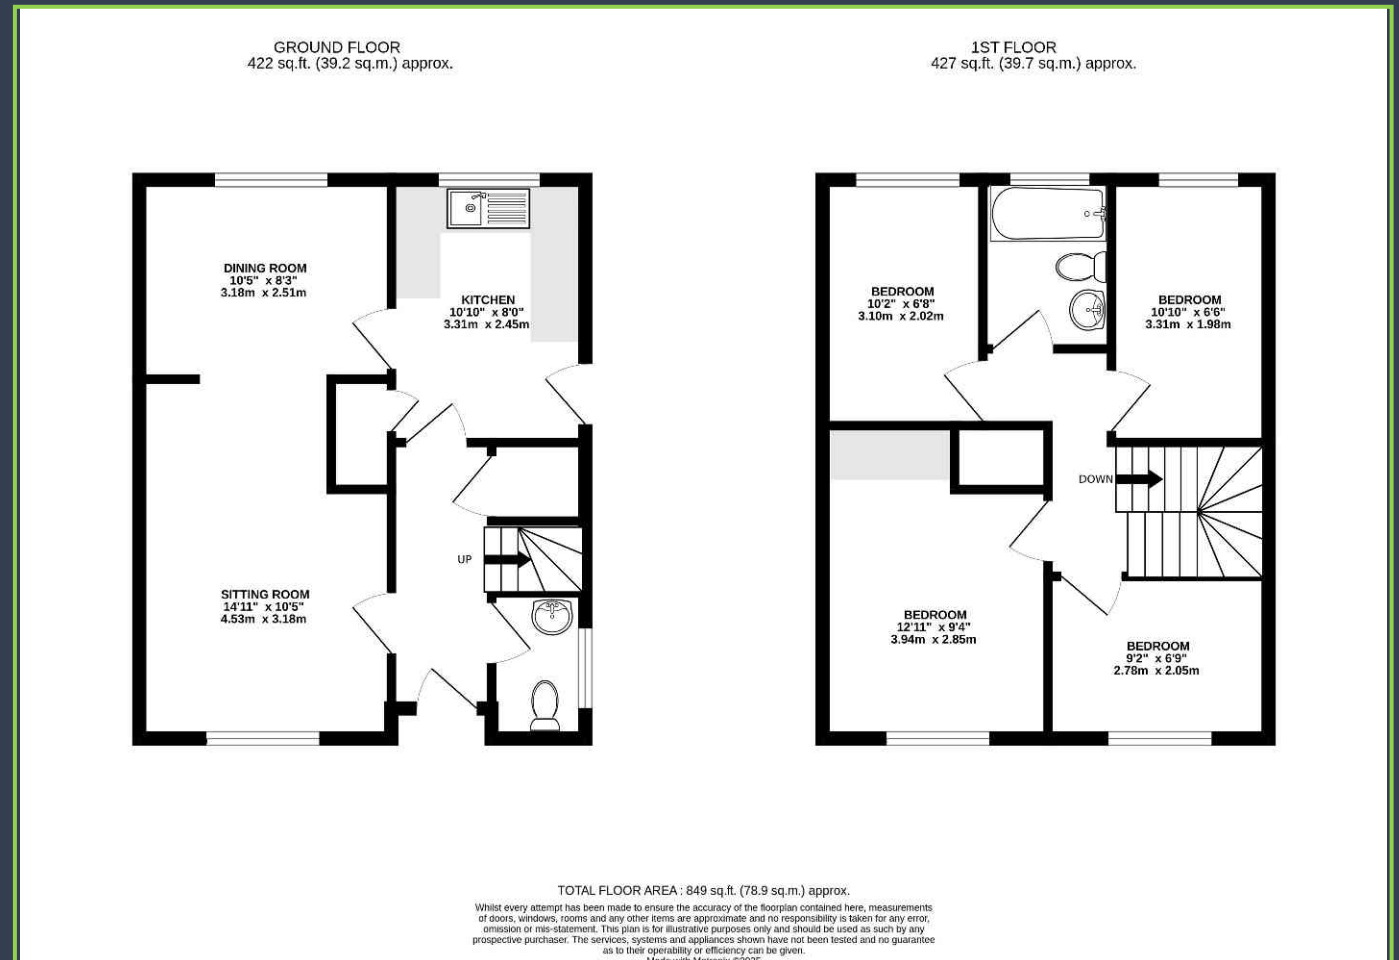 GROUND FLOOR
422 sq.ft. (39.2 sq.m.) approx.
1ST FLOOR
427 sq.ft. (39.7 sq.m.) approx.
DINING ROOM
10'5" x 8'3"
3.18m x 2.51m
KITCHEN
10'10" x 8'0"
3.31m x 2.45m
UP
SITTING ROOM
14'11" x 10'5"
4.53m x 3.18m
BEDROOM
10'2" x 6'8"
3.10m x 2.02m
BEDROOM
10'10" x 6'6"
3.31m x 1.98m
DOWN
BEDROOM
12'11" x 9'4"
3.94m x 2.85m
BEDROOM
9'2" x 6'9"
2.78m x 2.05m
TOTAL FLOOR AREA : 849 sq.ft. (78.9 sq.m.) approx.
Whilst every attempt has been made to ensure the accuracy of the floorplan contained here, measurements
of doors, windows, rooms and any other items are approximate and no responsibility is taken for any error,
omission or mis-statement. This plan is for illustrative purposes only and should be used as such by any
prospective purchaser. The services, systems and appliances shown have not been tested and no guarantee
as to their operability or efficiency can be given.
Made with Metropix ©2025